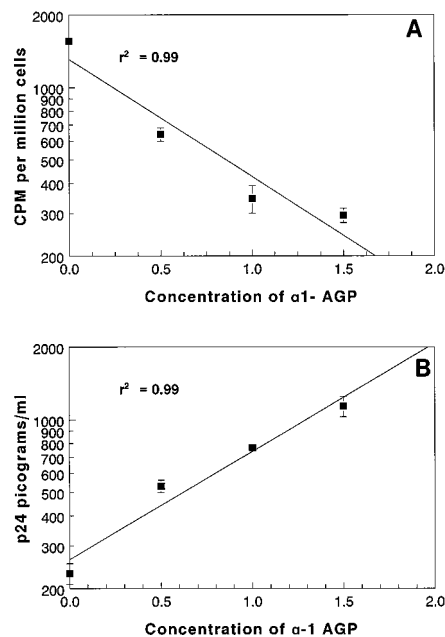 A
r² = 0.99
CPM per million cells
2000
1000
900
800
700
600
500
400
300
200
0.0 0.5 1.0 1.5 2.0
Concentration of α1- AGP
B
r² = 0.99
p24 picograms/ml
2000
1000
900
800
700
600
500
400
300
200
0.0 0.5 1.0 1.5 2.0
Concentration of α-1 AGP